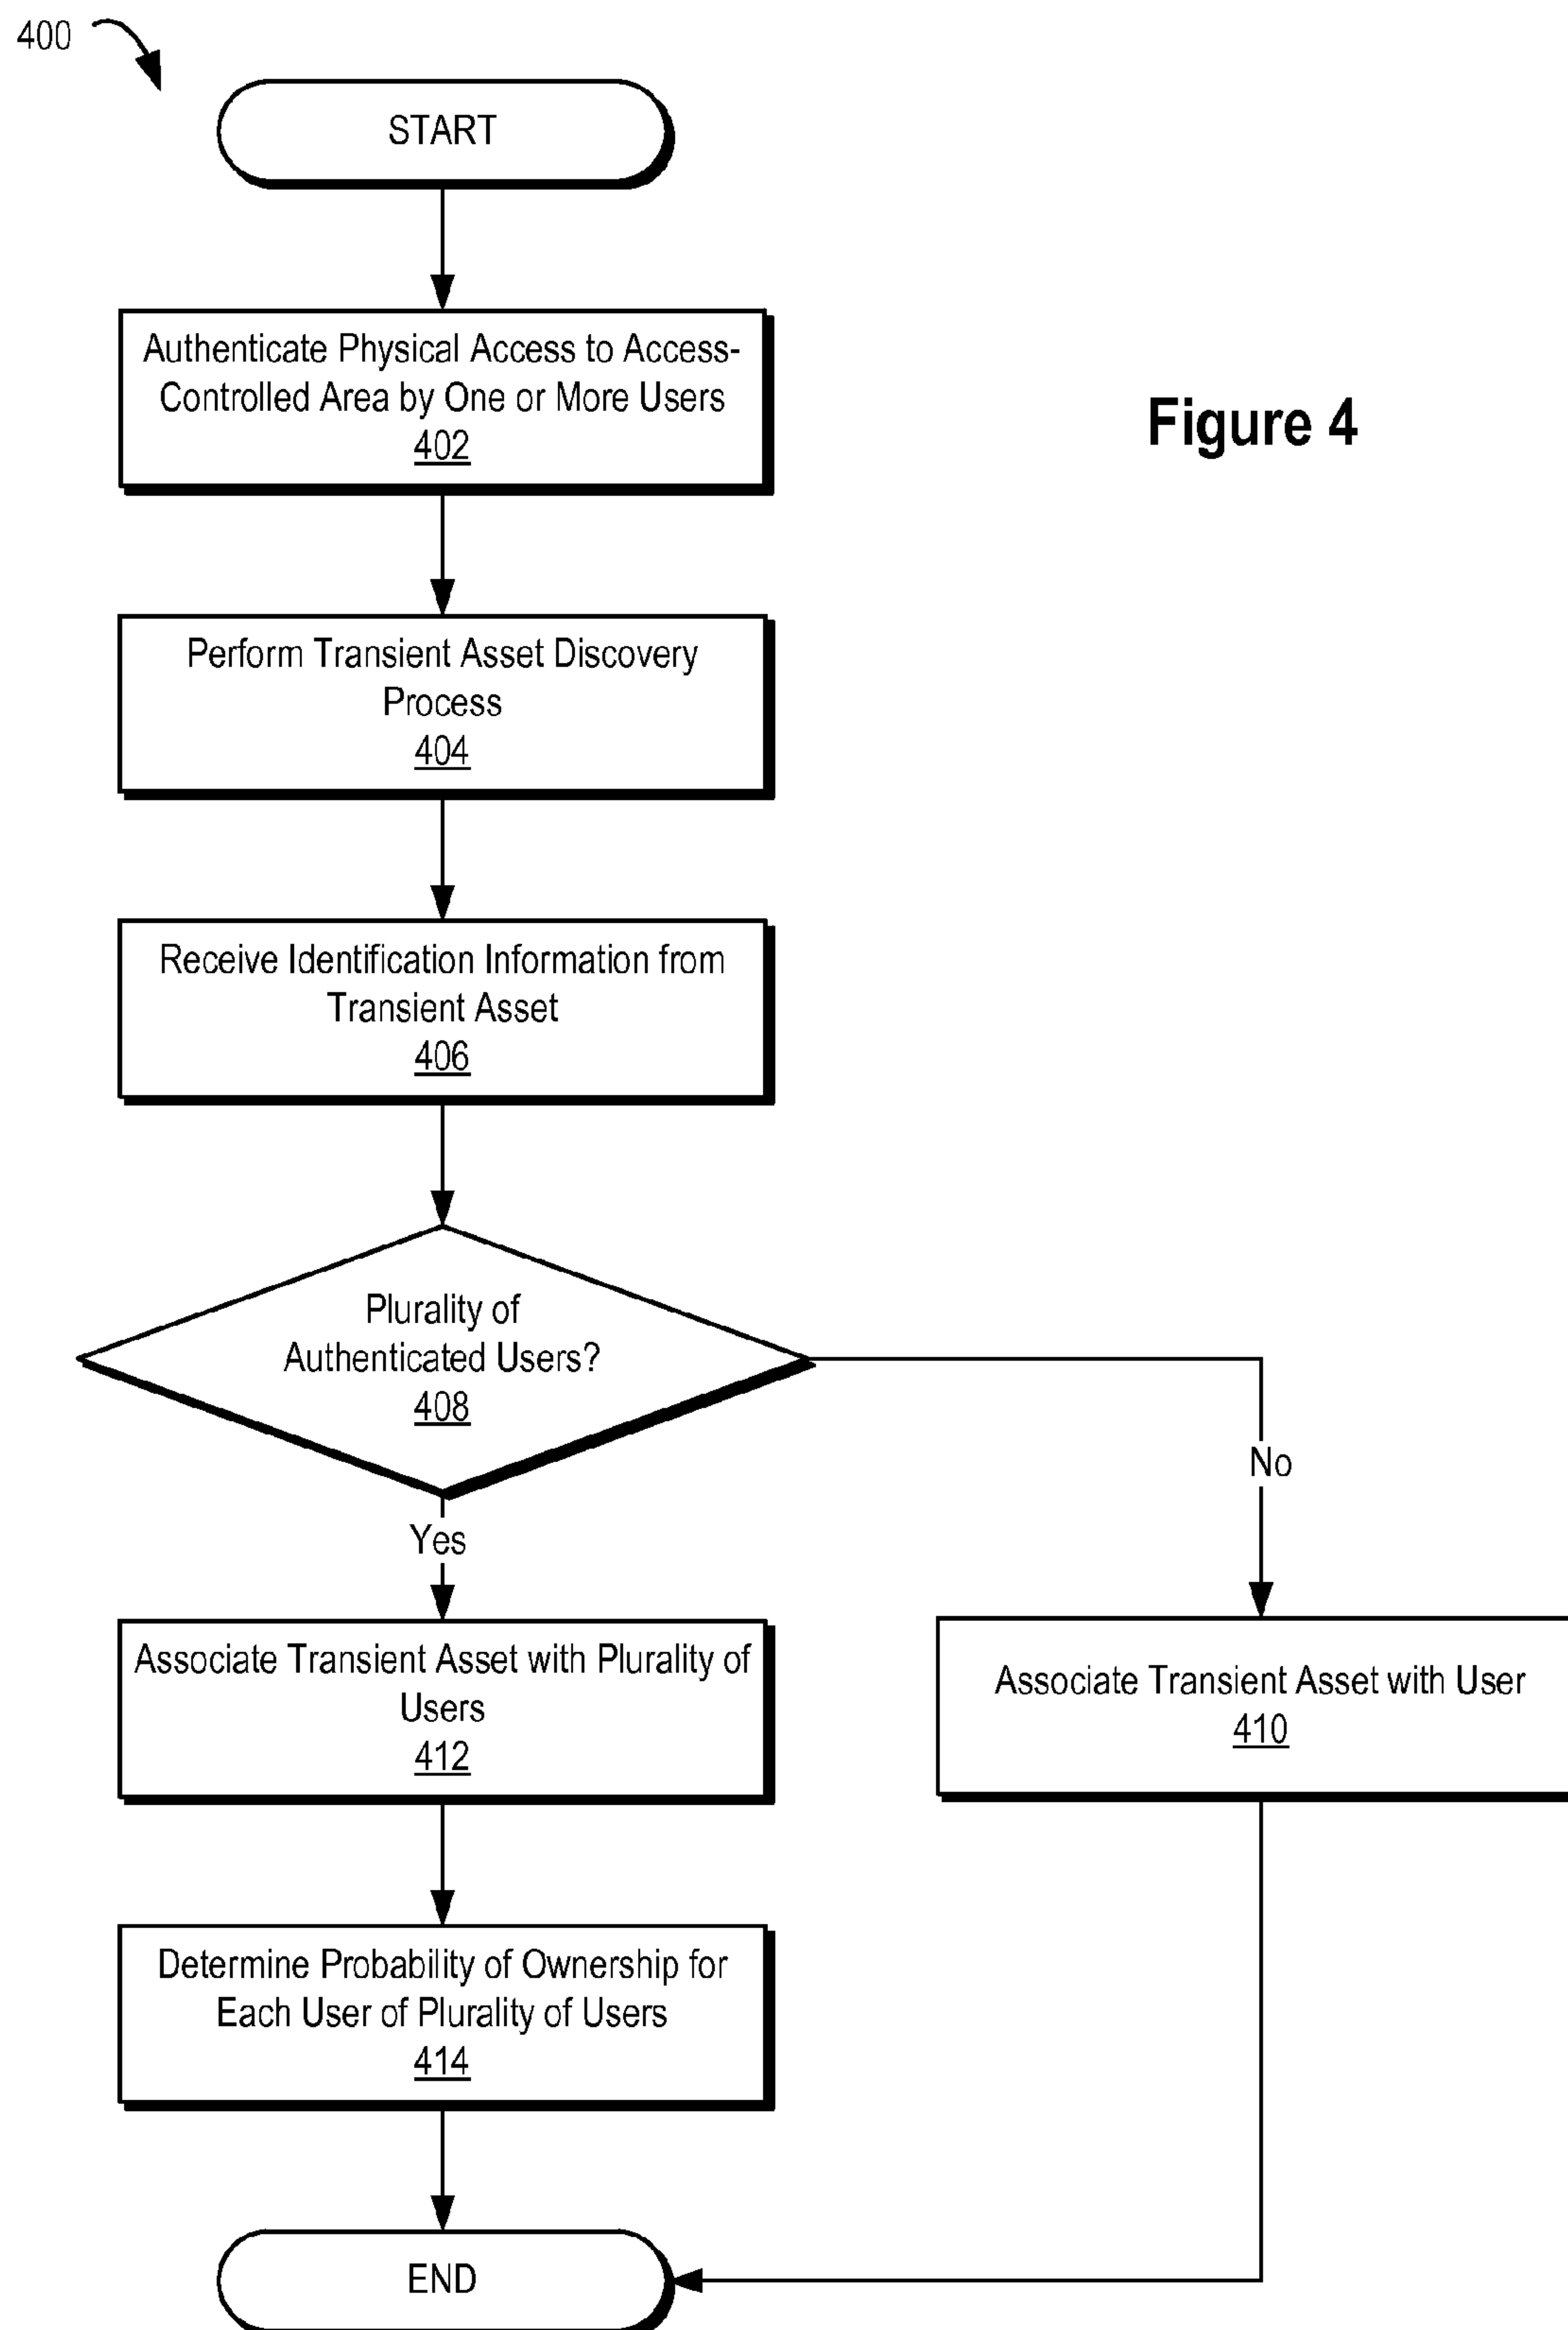 400
START
Authenticate Physical Access to Access-
Controlled Area by One or More Users
402
Figure 4
Perform Transient Asset Discovery
Process
404
Receive Identification Information from
Transient Asset
406
Plurality of
Authenticated Users?
408
No
Yes
Associate Transient Asset with Plurality of
Users
412
Associate Transient Asset with User
410
Determine Probability of Ownership for
Each User of Plurality of Users
414
END